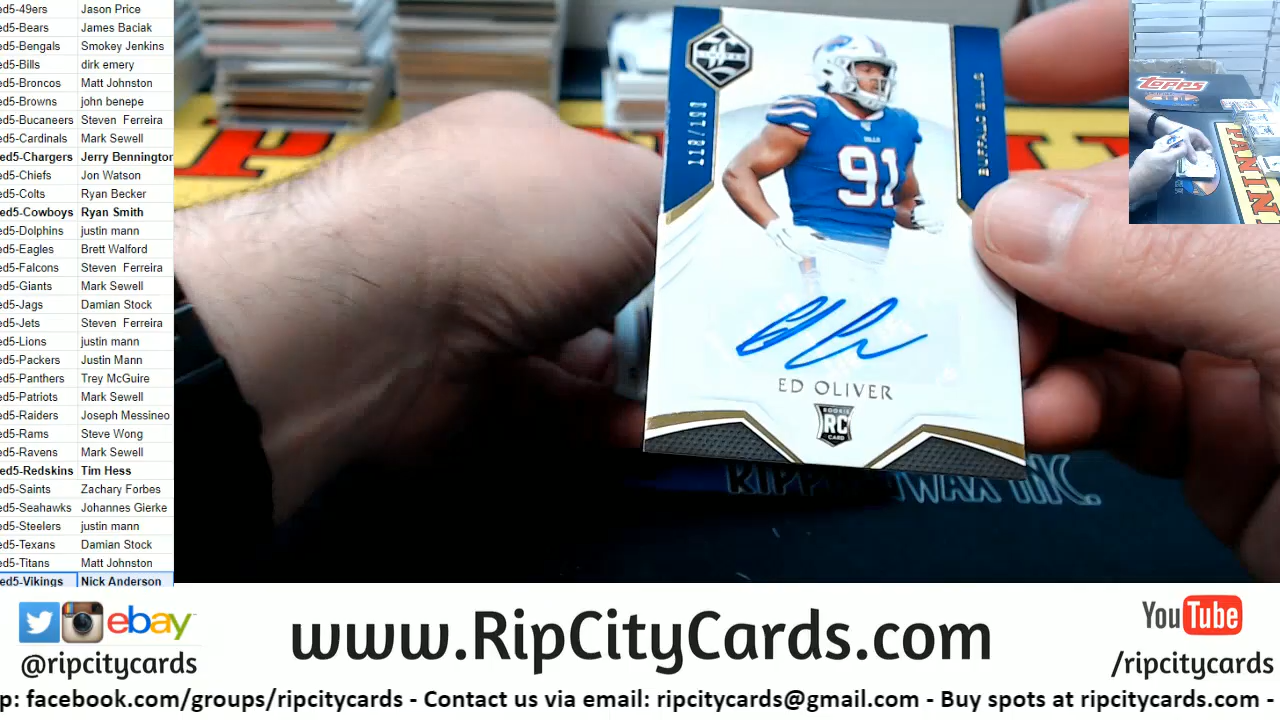 ed5-49ers Jason Price
ed5-Bears James Baciak
ed5-Bengals Smokey Jenkins
ed5-Bills dirk emery
ed5-Broncos Matt Johnston
ed5-Browns john benepe
ed5-Bucaneers Steven Ferreira
ed5-Cardinals Mark Sewell
ed5-Chargers Jerry Bennington
ed5-Chiefs Jon Watson
ed5-Colts Ryan Becker
ed5-Cowboys Ryan Smith
ed5-Dolphins justin mann
ed5-Eagles Brett Walford
ed5-Falcons Steven Ferreira
ed5-Giants Mark Sewell
ed5-Jags Damian Stock
ed5-Jets Steven Ferreira
ed5-Lions justin mann
ed5-Packers Justin Mann
ed5-Panthers Trey McGuire
ed5-Patriots Mark Sewell
ed5-Raiders Joseph Messineo
ed5-Rams Steve Wong
ed5-Ravens Mark Sewell
ed5-Redskins Tim Hess
ed5-Saints Zachary Forbes
ed5-Seahawks Johannes Gierke
ed5-Steelers justin mann
ed5-Texans Damian Stock
ed5-Titans Matt Johnston
ed5-Vikings Nick Anderson
118/199
BUFFALO BILLS
BILLS
91
ED OLIVER
ROOKIE
RC
CARD
WAX INC.
Topps
PANINI
ebay
@ripcitycards
www.RipCityCards.com
YouTube
/ripcitycards
p: facebook.com/groups/ripcitycards - Contact us via email: ripcitycards@gmail.com - Buy spots at ripcitycards.com -